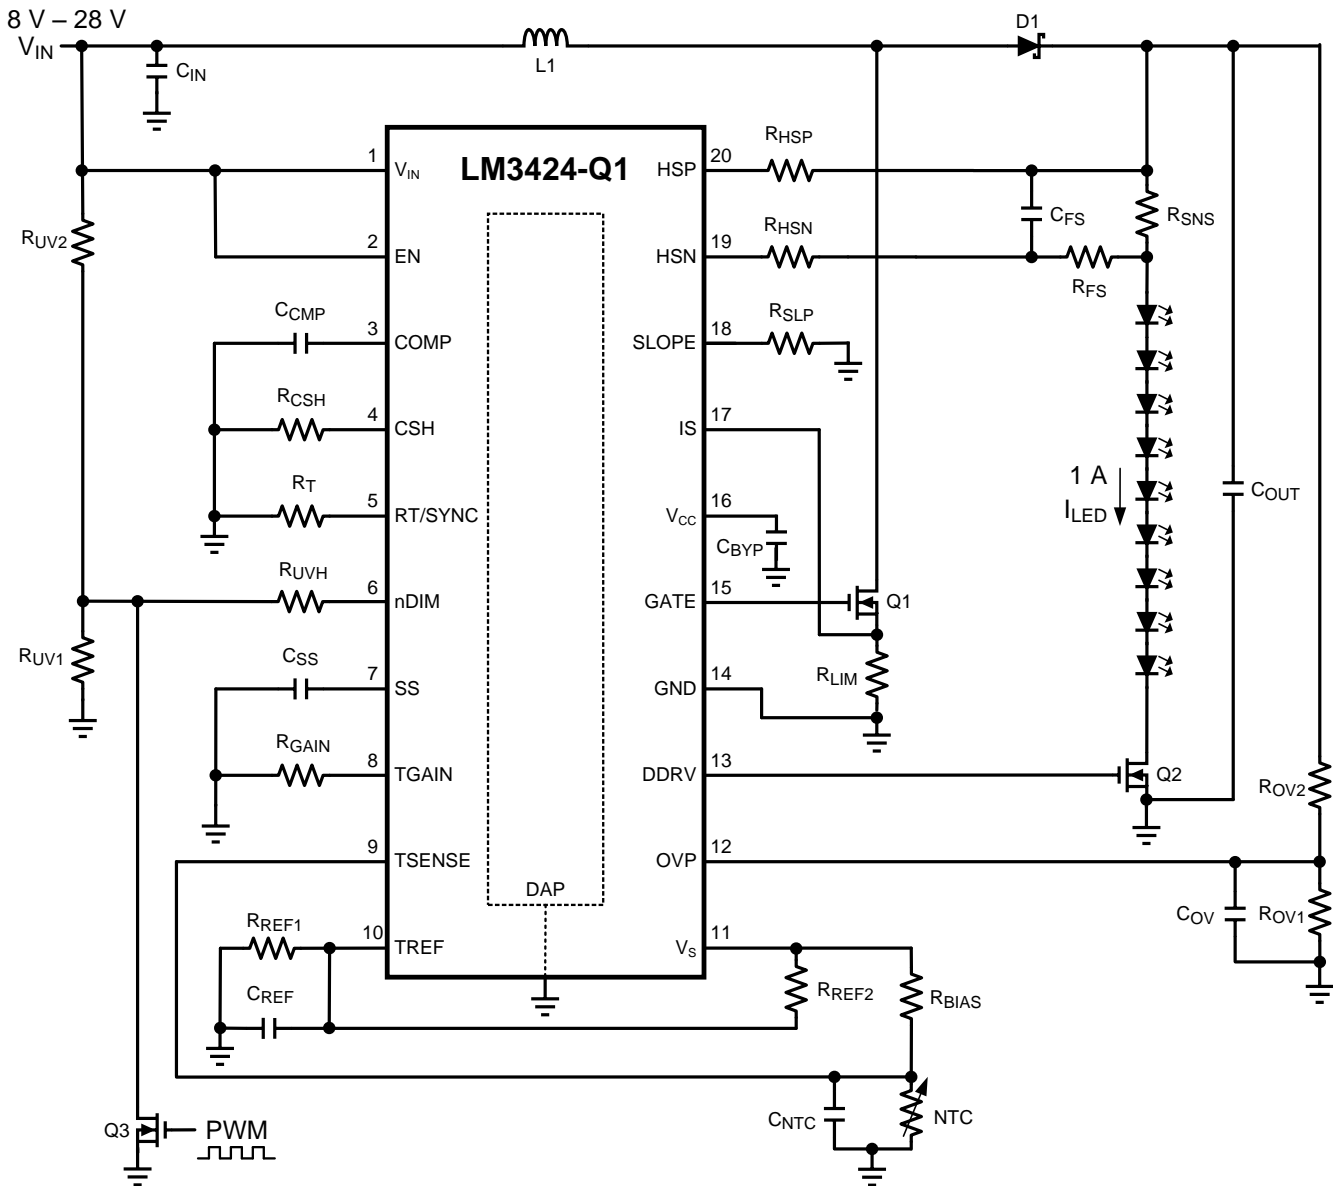 8 V – 28 V
VIN
D1
L1
CIN
LM3424-Q1
1
VIN
HSP
20
RHSP
RUV2
CFS
RSNS
2
EN
HSN
19
RHSN
RFS
CCMP
3
COMP
SLOPE
18
RSLP
RCSH
4
CSH
IS
17
RT
5
RT/SYNC
VCC
16
CBYP
1 A
ILED
COUT
RUVH
6
nDIM
GATE
15
Q1
RUV1
CSS
7
SS
GND
14
RLIM
RGAIN
8
TGAIN
DDRV
13
Q2
ROV2
9
TSENSE
OVP
12
DAP
COV
ROV1
RREF1
10
TREF
VS
11
CREF
RREF2
RBIAS
CNTC
NTC
Q3
PWM